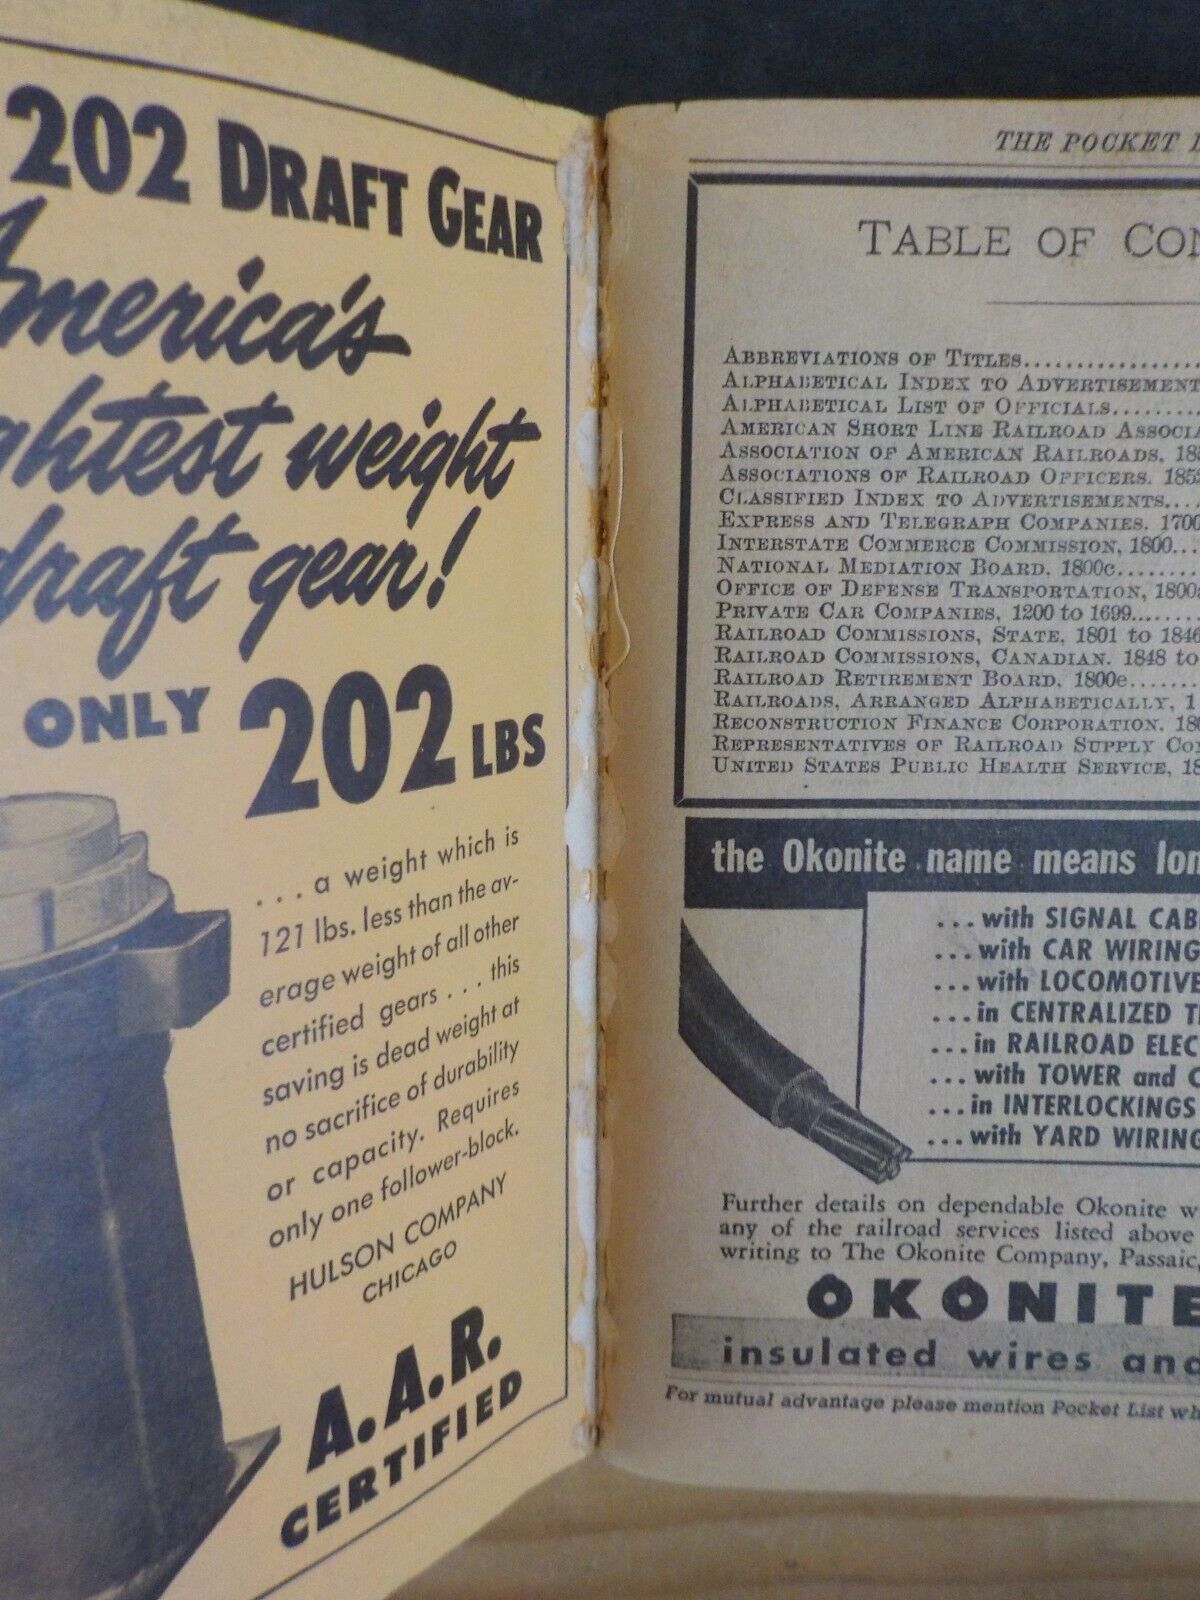 202 DRAFT GEAR
America's
ghtest weight
draft gear!
ONLY 202 LBS
. . . a weight which is
121 lbs. less than the av-
erage weight of all other
certified gears . . . this
saving is dead weight at
no sacrifice of durability
or capacity. Requires
only one follower-block.
HULSON COMPANY
CHICAGO
A.A.R.
CERTIFIED
THE POCKET L
TABLE OF CON
ABBREVIATIONS OF TITLES
ALPHABETICAL INDEX TO ADVERTISEMENT
ALPHABETICAL LIST OF OFFICIALS
AMERICAN SHORT LINE RAILROAD ASSOCIA
ASSOCIATION OF AMERICAN RAILROADS, 18
ASSOCIATIONS OF RAILROAD OFFICERS, 185
CLASSIFIED INDEX TO ADVERTISEMENTS
EXPRESS AND TELEGRAPH COMPANIES. 1700
INTERSTATE COMMERCE COMMISSION, 1800
NATIONAL MEDIATION BOARD. 1800c
OFFICE OF DEFENSE TRANSPORTATION, 1800
PRIVATE CAR COMPANIES, 1200 to 1699
RAILROAD COMMISSIONS, STATE, 1801 to 1846
RAILROAD COMMISSIONS, CANADIAN. 1848 to
RAILROAD RETIREMENT BOARD. 1800e
RAILROADS, ARRANGED ALPHABETICALLY, 1
RECONSTRUCTION FINANCE CORPORATION. 18
REPRESENTATIVES OF RAILROAD SUPPLY CO
UNITED STATES PUBLIC HEALTH SERVICE, 18
the Okonite name means lon
...with SIGNAL CAB
...with CAR WIRING
...with LOCOMOTIVE
...in CENTRALIZED T
...in RAILROAD ELEC
...with TOWER and C
...in INTERLOCKINGS
...with YARD WIRING
Further details on dependable Okonite w
any of the railroad services listed above
writing to The Okonite Company, Passaic,
OKONITE
insulated wires and
For mutual advantage please mention Pocket List wh